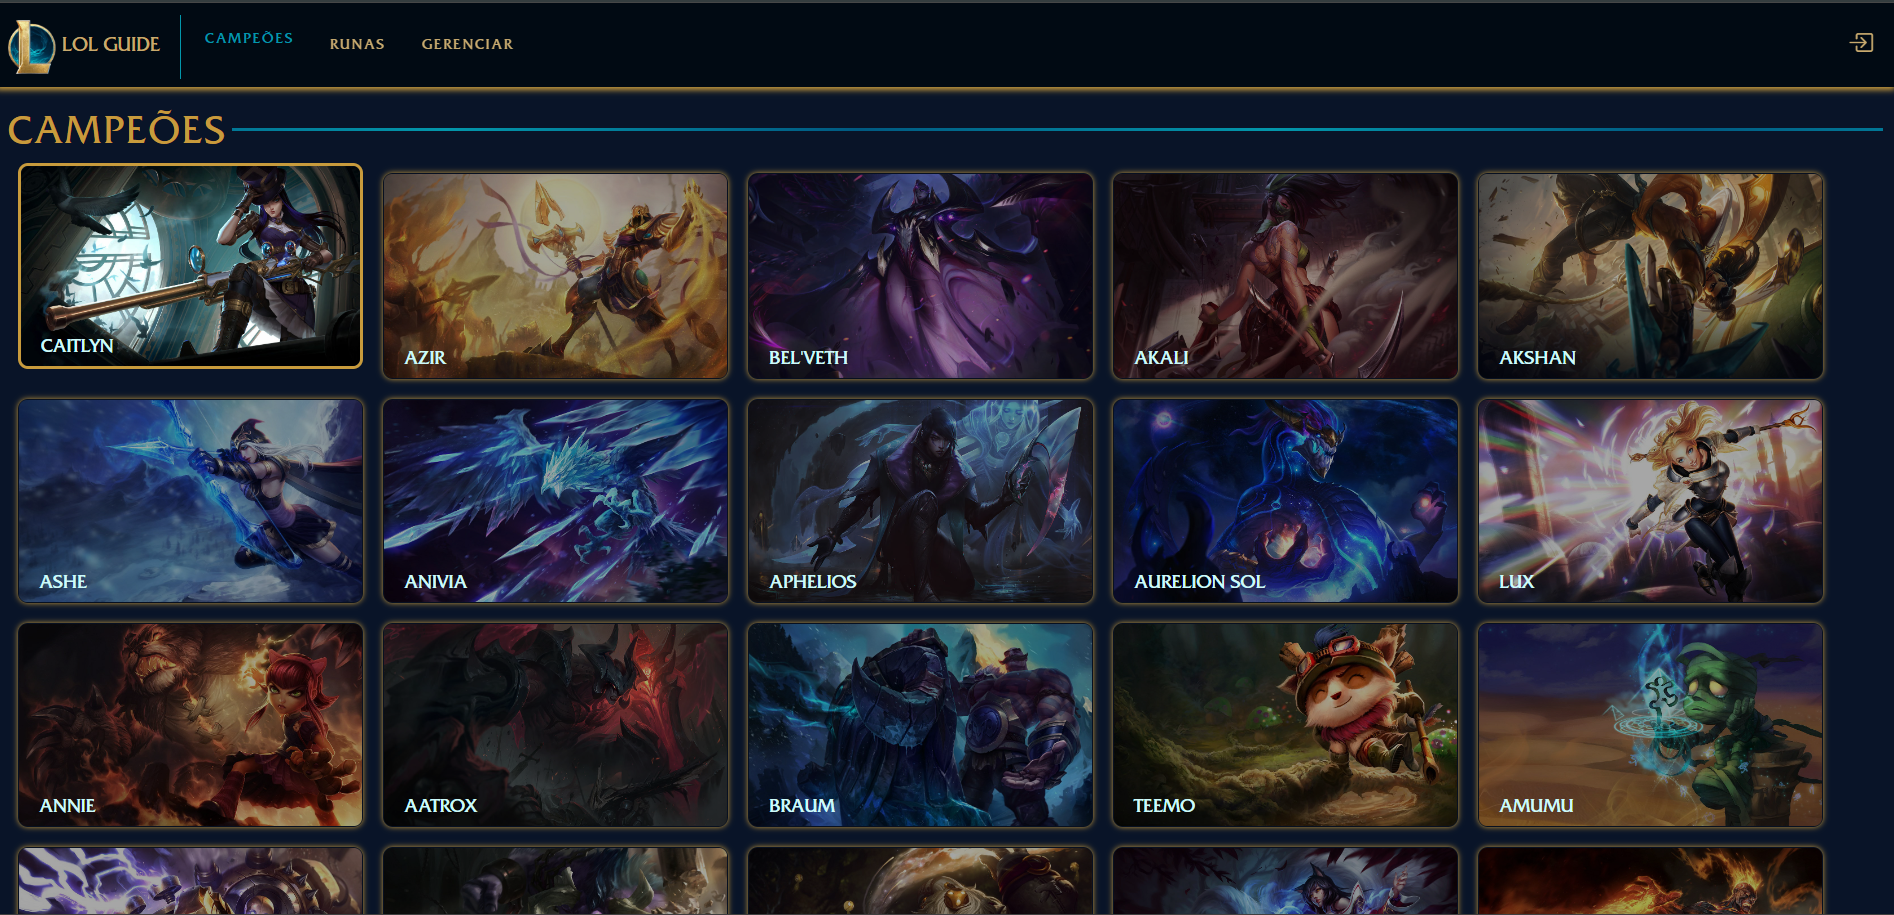 LOL GUIDE
CAMPEÕES
RUNAS
GERENCIAR
CAMPEÕES
CAITLYN
AZIR
BEL'VETH
AKALI
AKSHAN
ASHE
ANIVIA
APHELIOS
AURELION SOL
LUX
ANNIE
AATROX
BRAUM
TEEMO
AMUMU